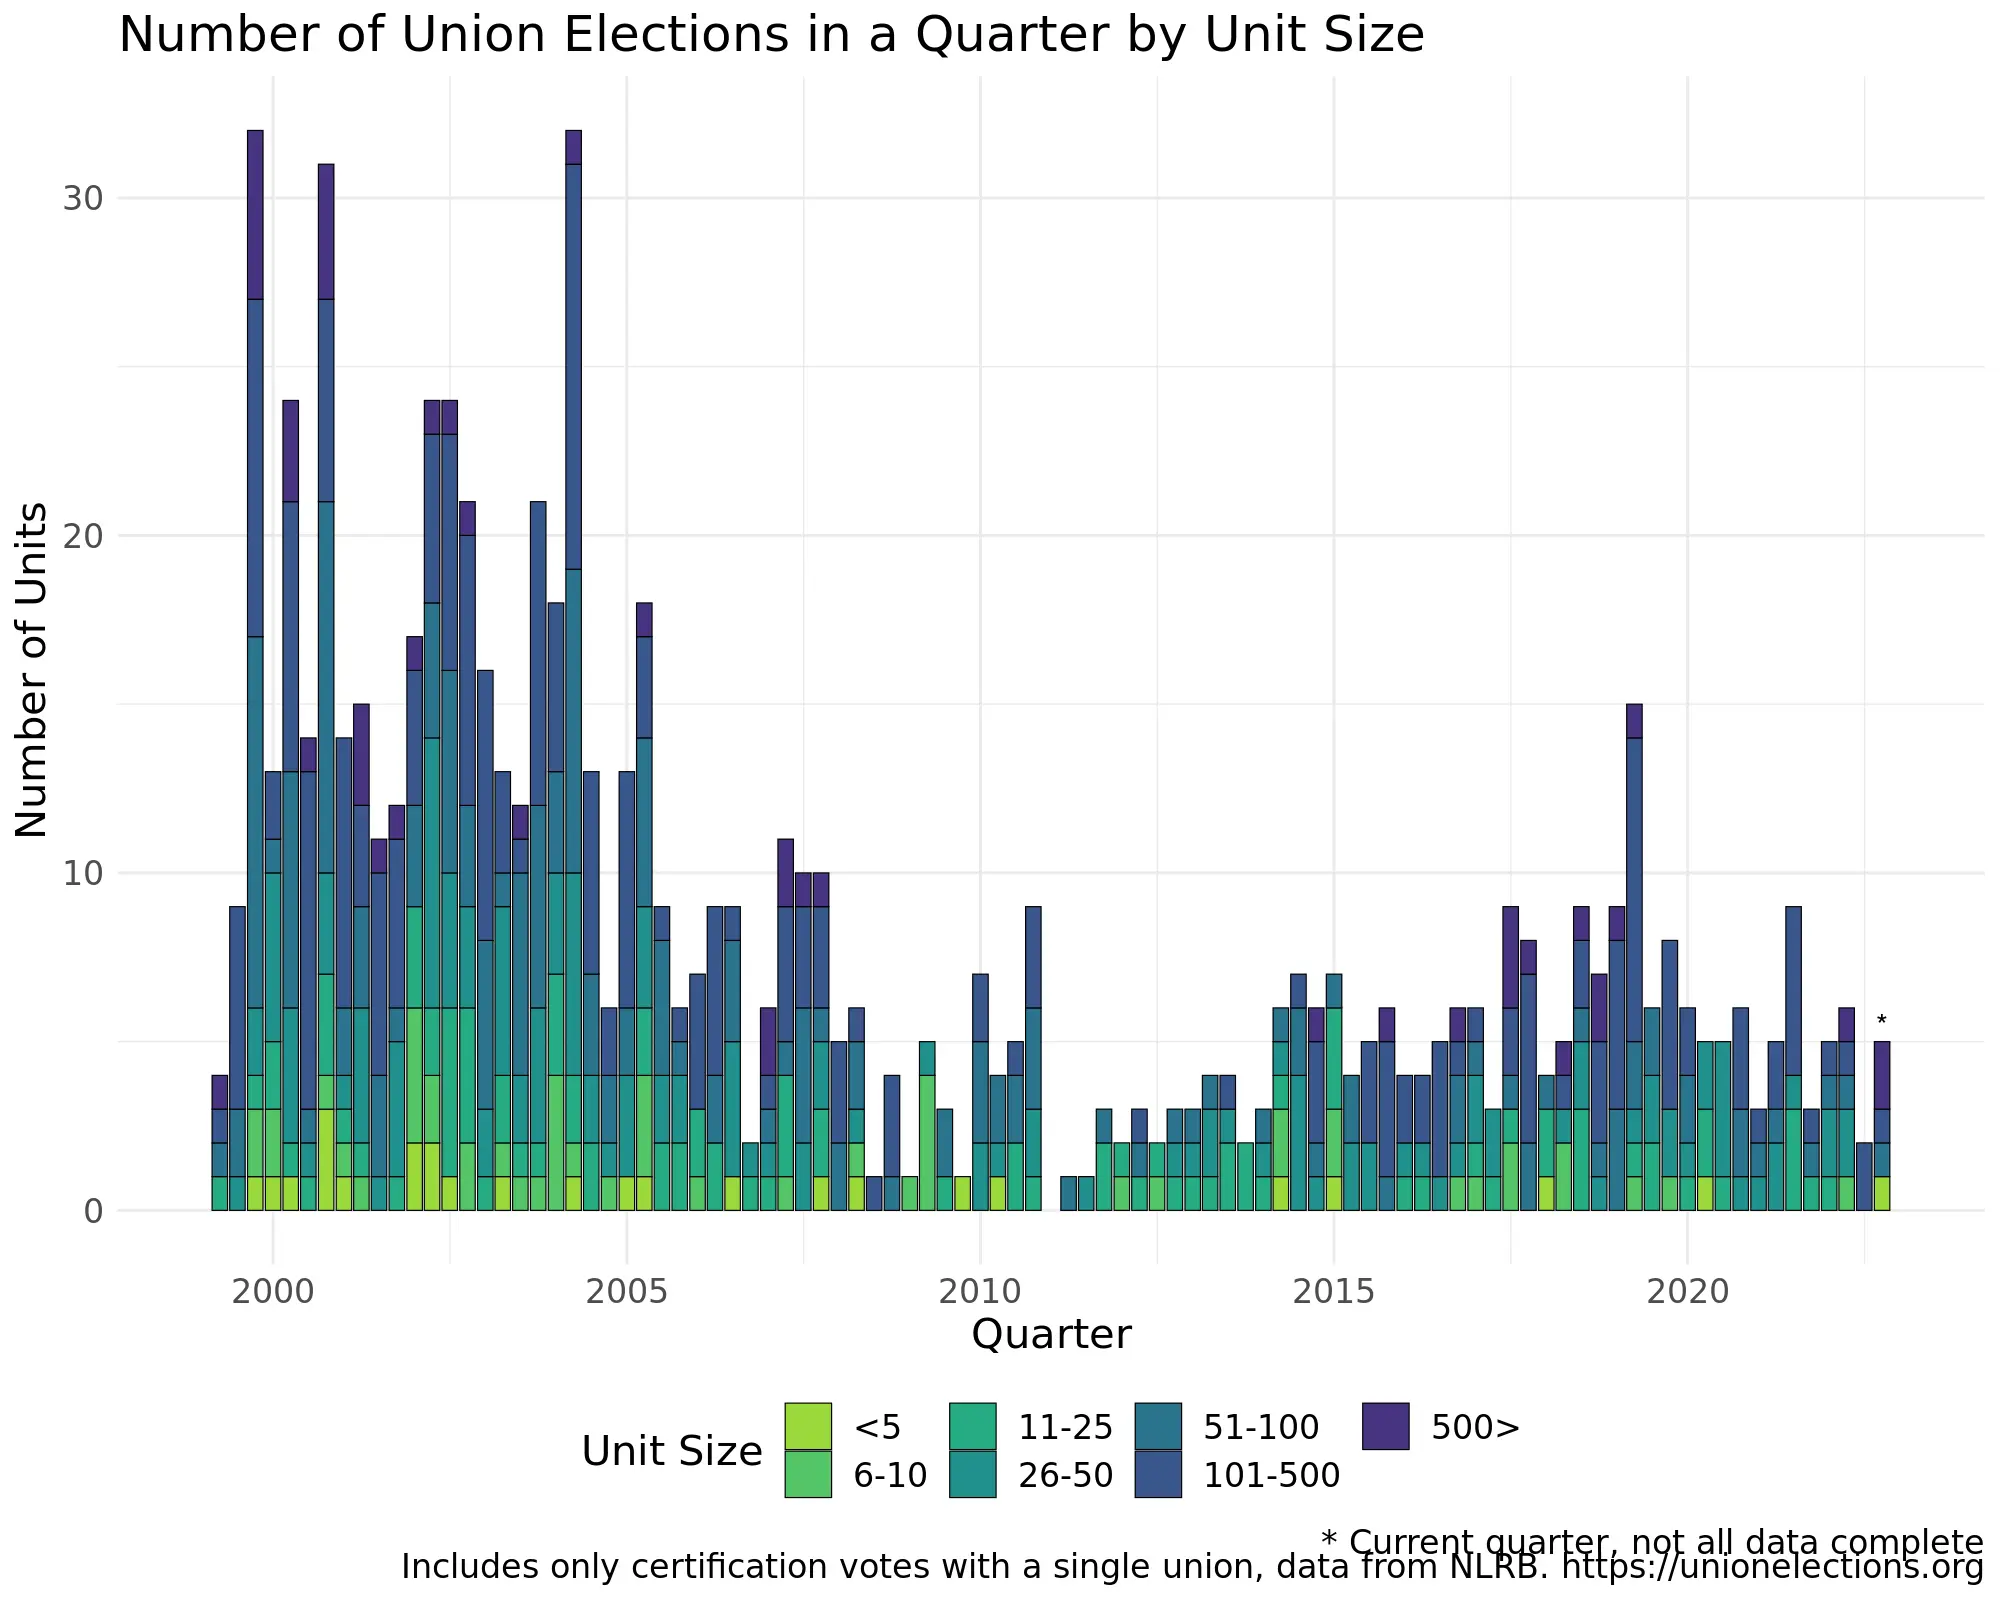 Number of Union Elections in a Quarter by Unit Size
Number of Units
30
20
10
0
*
2000 2005 2010 2015 2020
Quarter
Unit Size
<5 11-25 51-100 500>
6-10 26-50 101-500
* Current quarter, not all data complete
Includes only certification votes with a single union, data from NLRB. https://unionelections.org